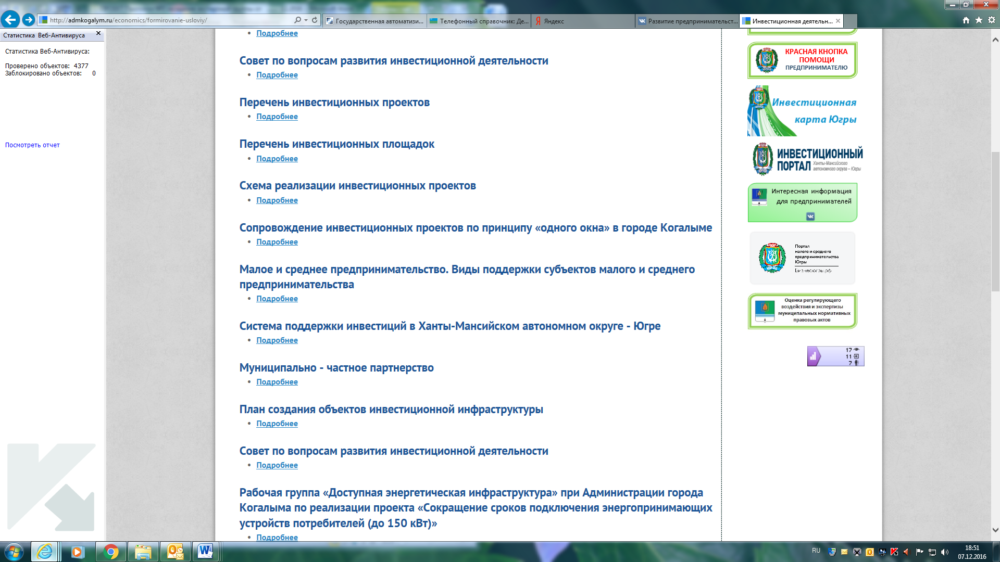 http://admkogalym.ru/economics/formirovanie-usloviy/
Государственная автоматизи...
Телефонный справочник: Де...
Яндекс
Развитие предпринимательст...
Инвестиционная деятельн...
Статистика Веб-Антивируса
Статистика Веб-Антивируса:
Проверено объектов: 4377
Заблокировано объектов: 0
Посмотреть отчет
Подробнее
Совет по вопросам развития инвестиционной деятельности
Подробнее
Перечень инвестиционных проектов
Подробнее
Перечень инвестиционных площадок
Подробнее
Схема реализации инвестиционных проектов
Подробнее
Сопровождение инвестиционных проектов по принципу «одного окна» в городе Когалыме
Подробнее
Малое и среднее предпринимательство. Виды поддержки субъектов малого и среднего
предпринимательства
Подробнее
Система поддержки инвестиций в Ханты-Мансийском автономном округе - Югре
Подробнее
Муниципально - частное партнерство
Подробнее
План создания объектов инвестиционной инфраструктуры
Подробнее
Совет по вопросам развития инвестиционной деятельности
Подробнее
Рабочая группа «Доступная энергетическая инфраструктура» при Администрации города
Когалыма по реализации проекта «Сокращение сроков подключения энергопринимающих
устройств потребителей (до 150 кВт)»
Подробнее
КРАСНАЯ КНОПКА
ПОМОЩИ
ПРЕДПРИНИМАТЕЛЮ
Инвестиционная
карта Югры
ИНВЕСТИЦИОННЫЙ
ПОРТАЛ
Ханты-Мансийского
автономного округа – Югры
Интересная информация
для предпринимателей
Портал
малого и среднего
предпринимательства
Югры
Бизнесюгры.рф
Оценка регулирующего
воздействия и экспертизы
муниципальных нормативных
правовых актов
17
11
7
RU
18:51
07.12.2016